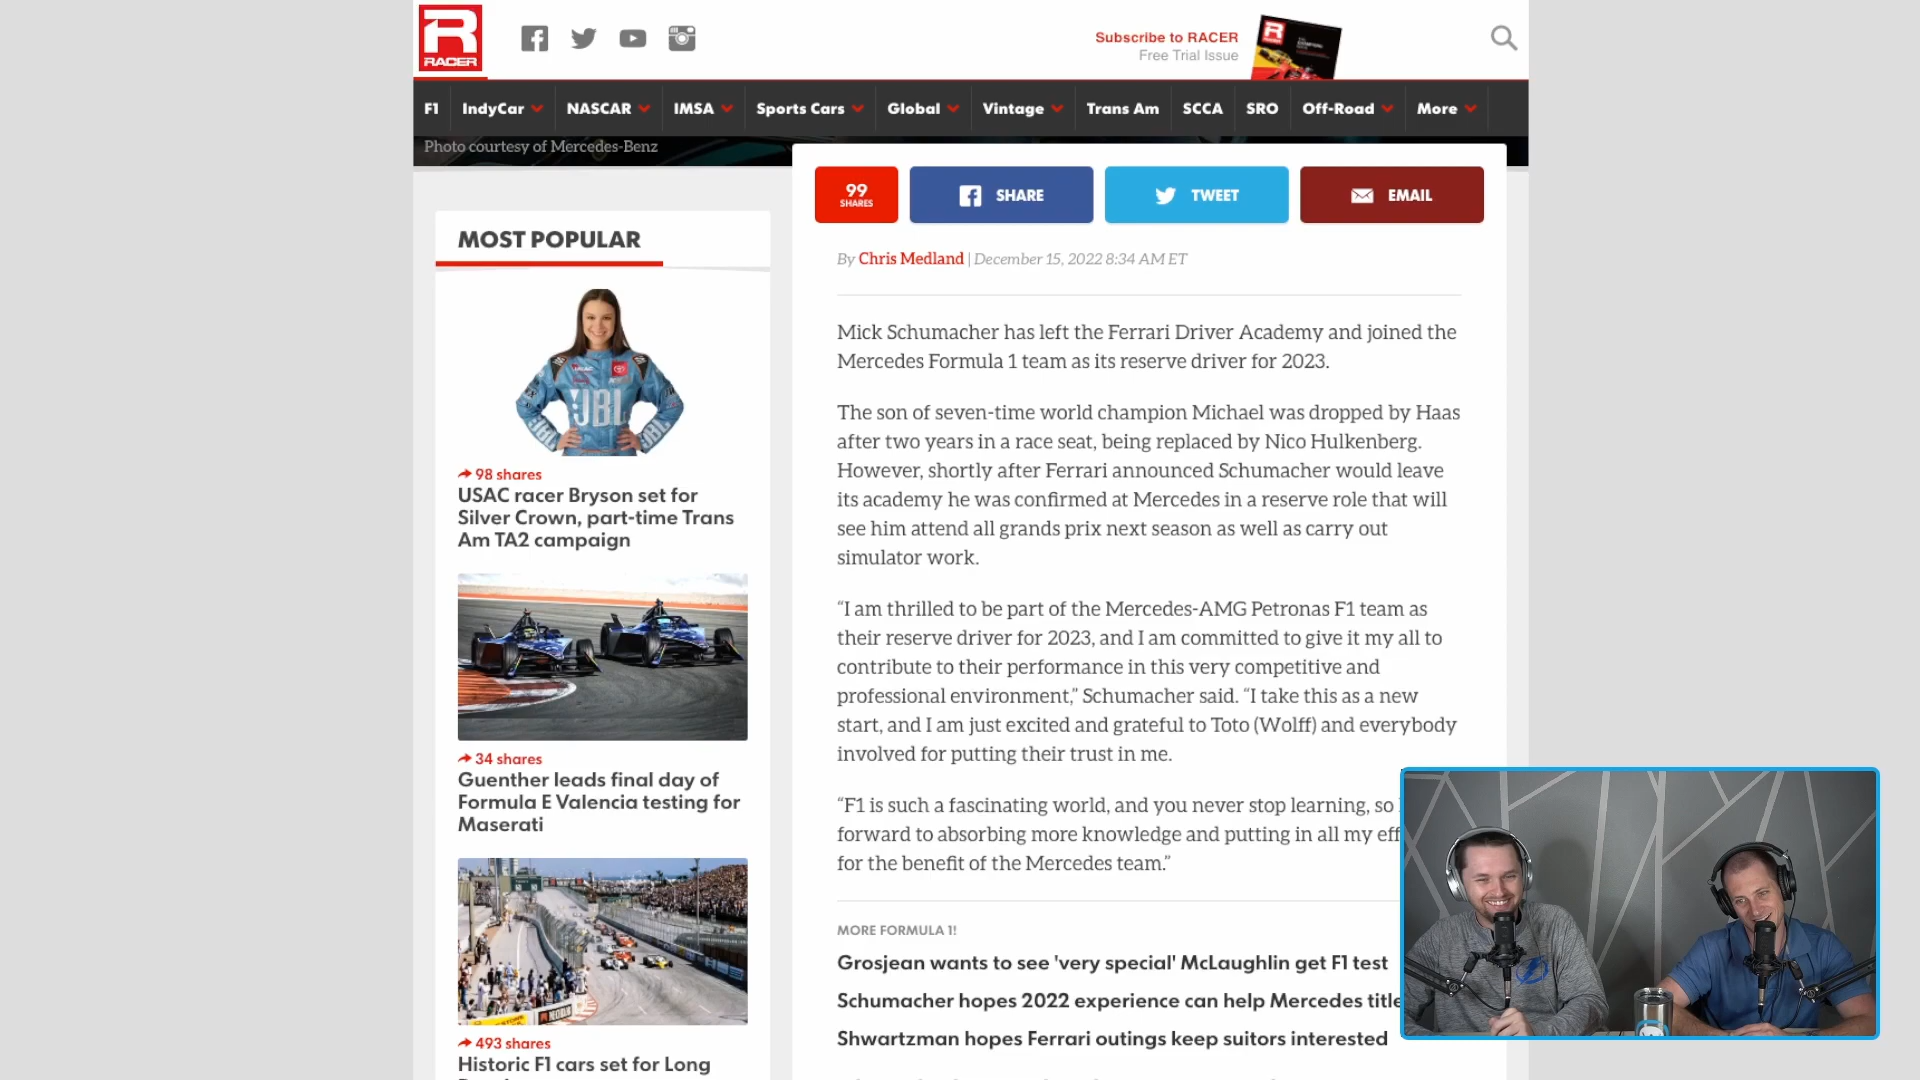 R
RACER
Subscribe to RACER
Free Trial Issue
F1 IndyCar NASCAR IMSA Sports Cars Global Vintage Trans Am SCCA SRO Off-Road More
Photo courtesy of Mercedes-Benz
99
SHARES
SHARE
TWEET
EMAIL
By Chris Medland | December 15, 2022 8:34 AM ET
Mick Schumacher has left the Ferrari Driver Academy and joined the
Mercedes Formula 1 team as its reserve driver for 2023.
The son of seven-time world champion Michael was dropped by Haas
after two years in a race seat, being replaced by Nico Hulkenberg.
However, shortly after Ferrari announced Schumacher would leave
its academy he was confirmed at Mercedes in a reserve role that will
see him attend all grands prix next season as well as carry out
simulator work.
“I am thrilled to be part of the Mercedes-AMG Petronas F1 team as
their reserve driver for 2023, and I am committed to give it my all to
contribute to their performance in this very competitive and
professional environment,” Schumacher said. “I take this as a new
start, and I am just excited and grateful to Toto (Wolff) and everybody
involved for putting their trust in me.
“F1 is such a fascinating world, and you never stop learning, so
forward to absorbing more knowledge and putting in all my eff
for the benefit of the Mercedes team.”
MORE FORMULA 1!
Grosjean wants to see 'very special' McLaughlin get F1 test
Schumacher hopes 2022 experience can help Mercedes title
Shwartzman hopes Ferrari outings keep suitors interested
MOST POPULAR
JBL
98 shares
USAC racer Bryson set for
Silver Crown, part-time Trans
Am TA2 campaign
34 shares
Guenther leads final day of
Formula E Valencia testing for
Maserati
493 shares
Historic F1 cars set for Long